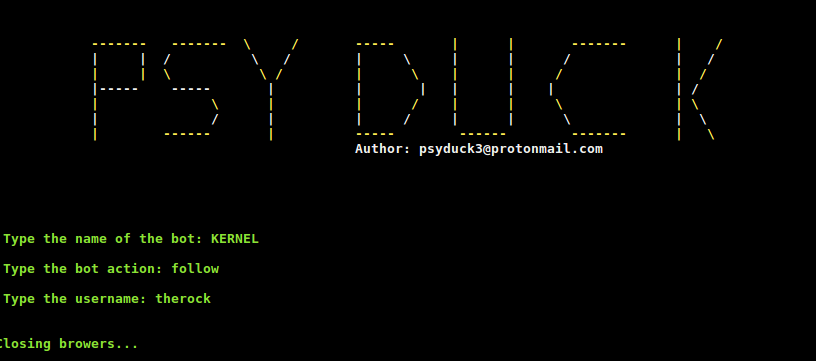 PSY DUCK
Author: psyduck3@protonmail.com
Type the name of the bot: KERNEL
Type the bot action: follow
Type the username: therock
Closing browers...